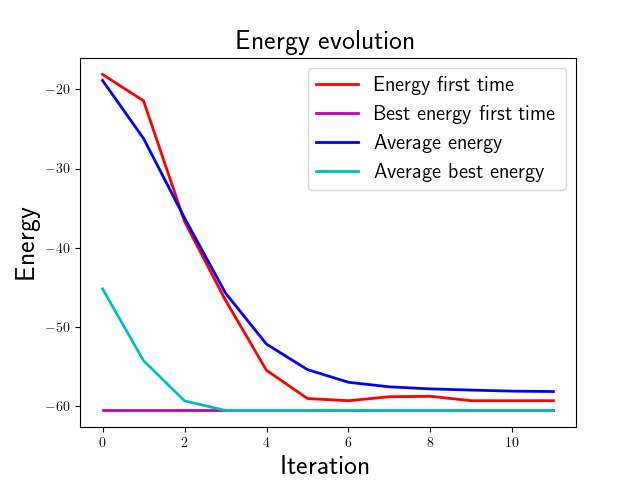 Energy evolution
Energy first time
Best energy first time
Average energy
Average best energy
−20
−30
−40
−50
−60
Energy
0 2 4 6 8 10
Iteration